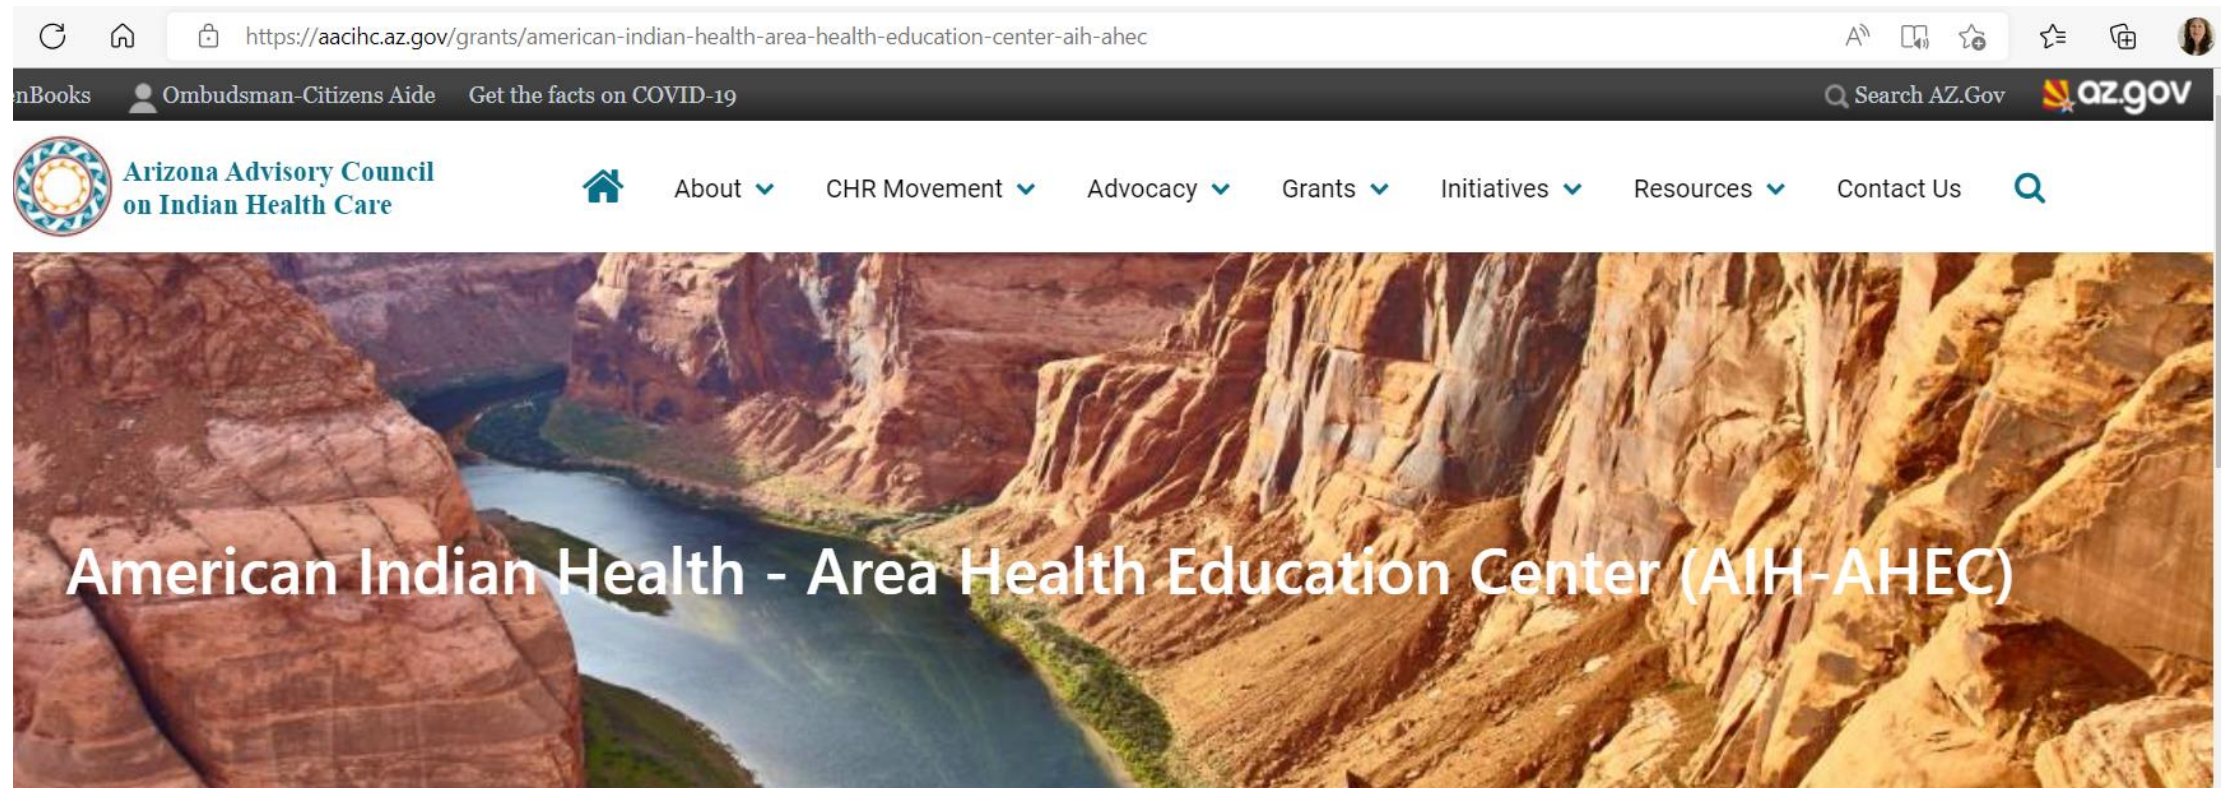 https://aacihc.az.gov/grants/american-indian-health-area-health-education-center-aih-ahec
nBooks Ombudsman-Citizens Aide Get the facts on COVID-19 Search AZ.Gov az.gov
Arizona Advisory Council
on Indian Health Care
About CHR Movement Advocacy Grants Initiatives Resources Contact Us
American Indian Health - Area Health Education Center (AIH-AHEC)